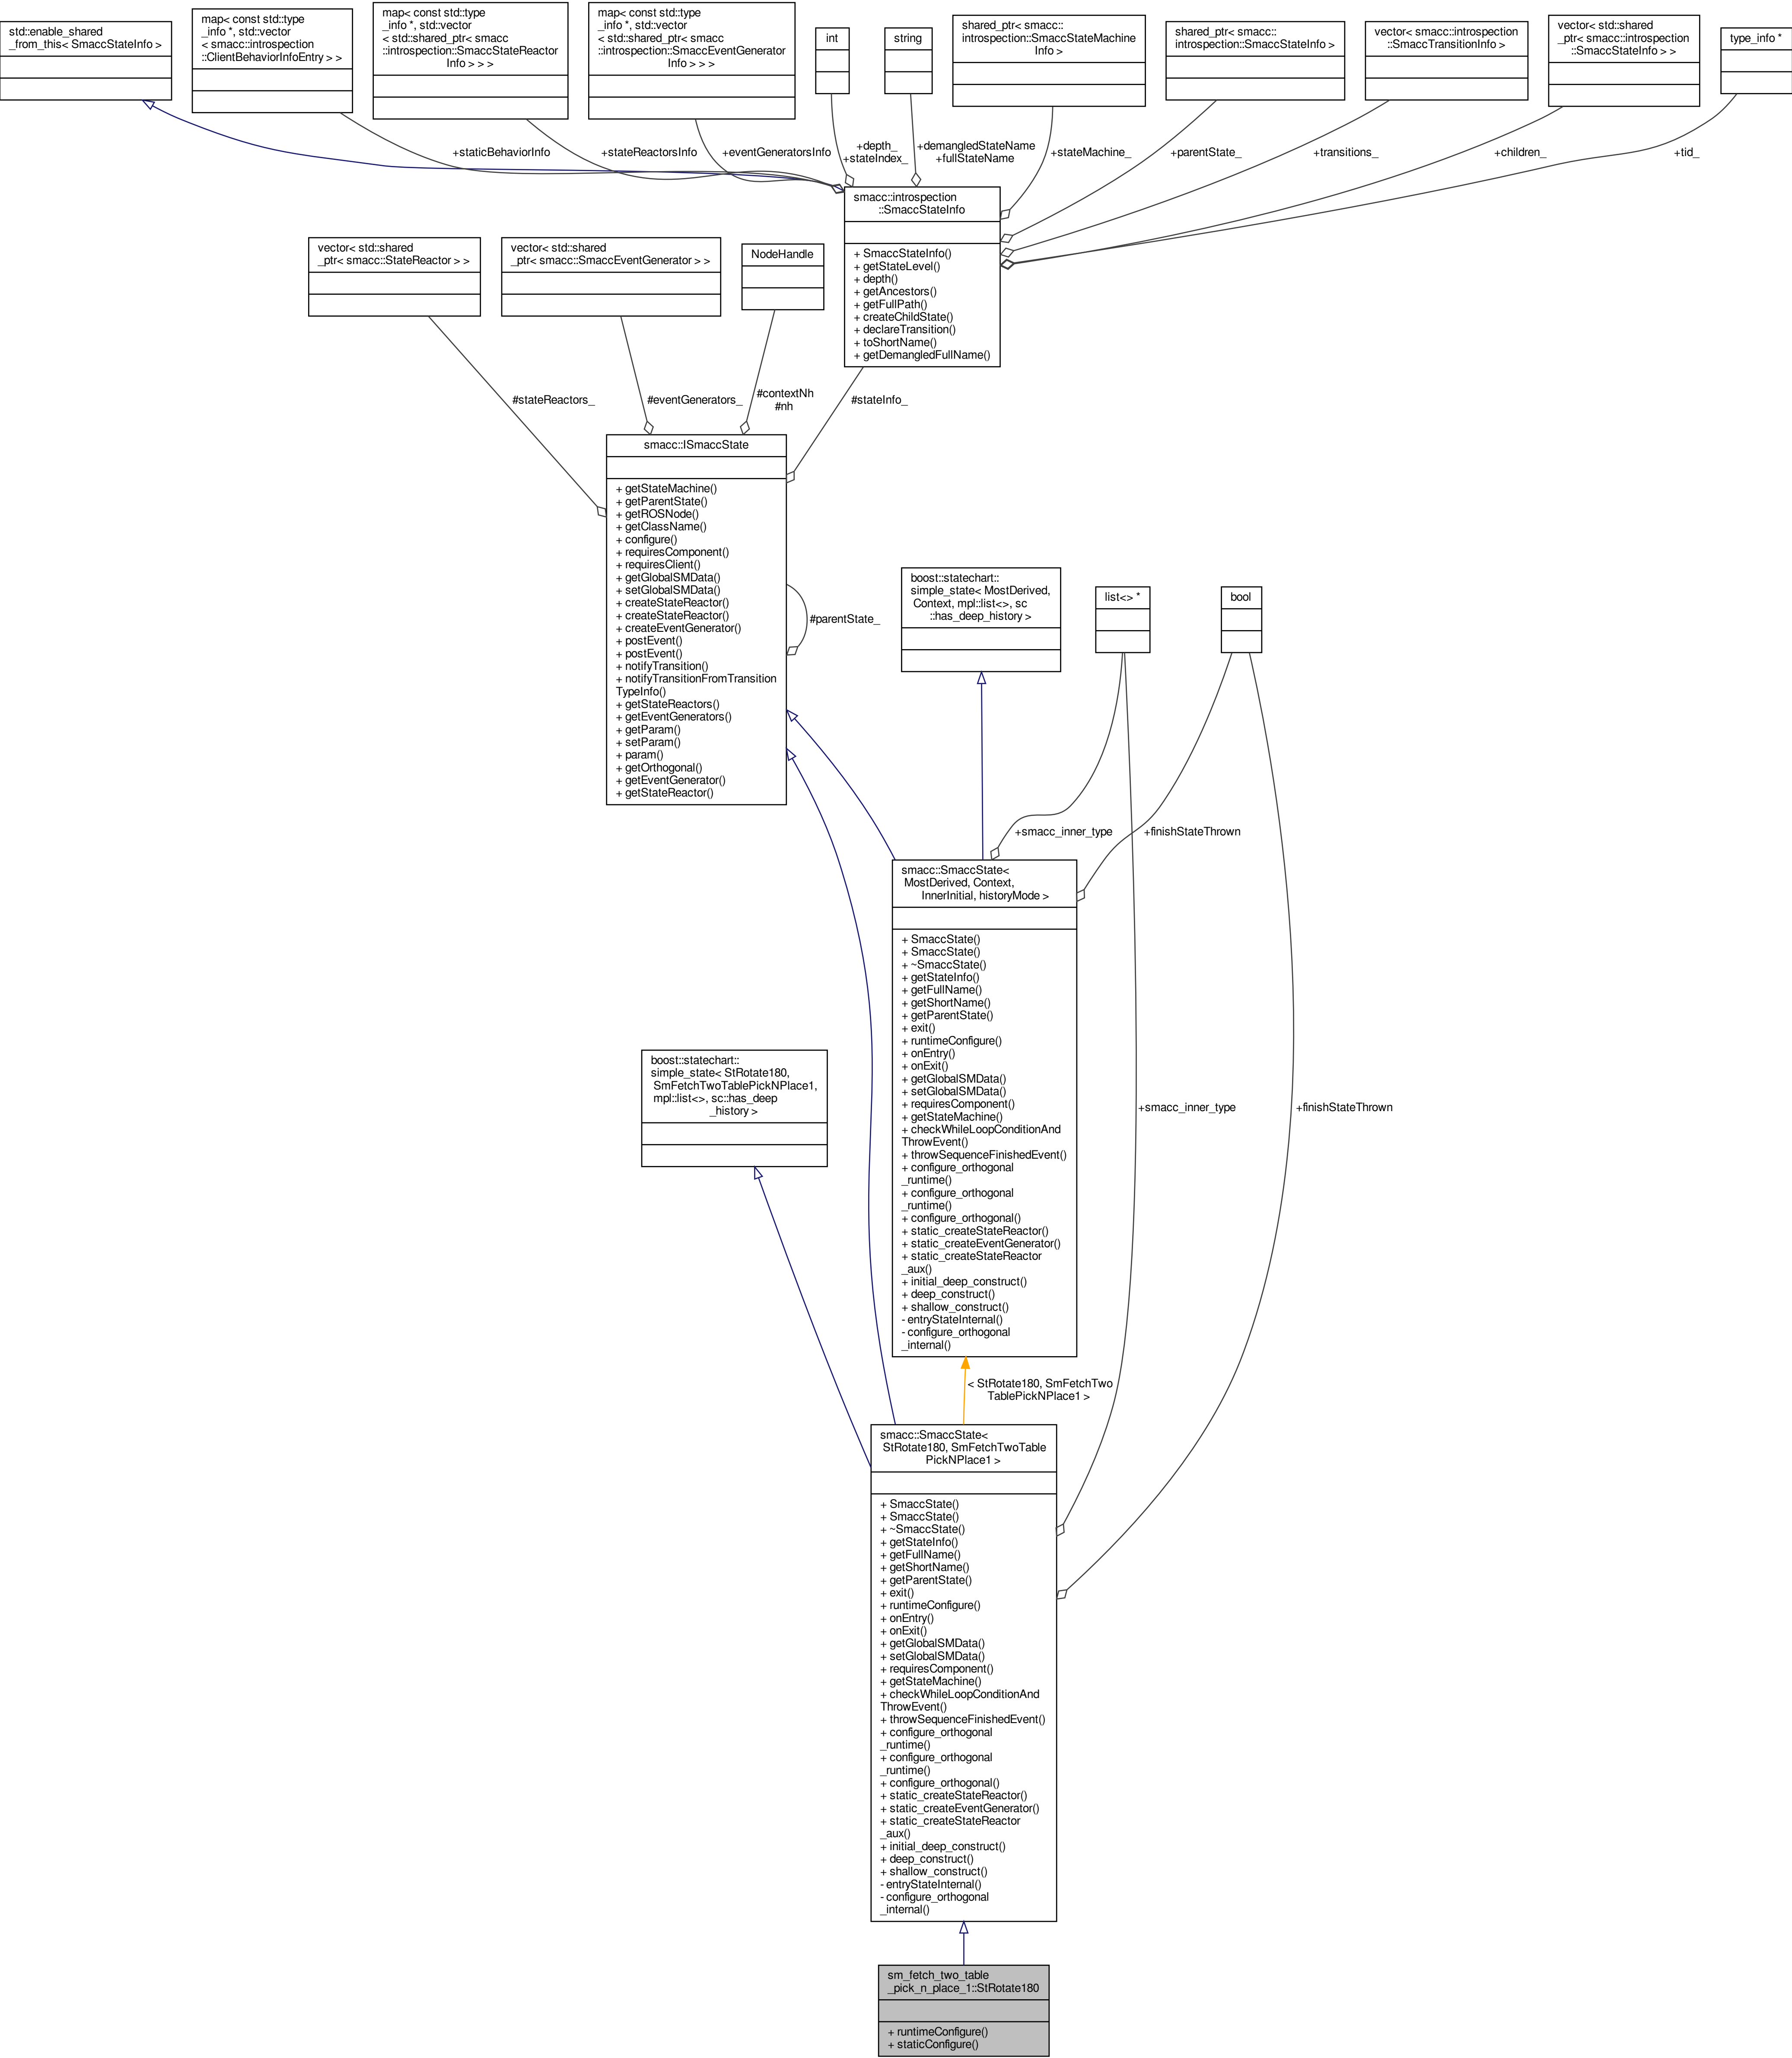 std::enable_shared
_from_this< SmaccStateInfo >
map< const std::type
_info *, std::vector
< smacc::introspection
::ClientBehaviorInfoEntry > >
map< const std::type
_info *, std::vector
< std::shared_ptr< smacc
::introspection::SmaccStateReactor
Info > > >
map< const std::type
_info *, std::vector
< std::shared_ptr< smacc
::introspection::SmaccEventGenerator
Info > > >
int
string
shared_ptr< smacc::
introspection::SmaccStateMachine
Info >
shared_ptr< smacc::
introspection::SmaccStateInfo >
vector< smacc::introspection
::SmaccTransitionInfo >
vector< std::shared
_ptr< smacc::introspection
::SmaccStateInfo > >
type_info *
+staticBehaviorInfo
+stateReactorsInfo
+eventGeneratorsInfo
+depth_
+stateIndex_
+demangledStateName
+fullStateName
+stateMachine_
+parentState_
+transitions_
+children_
+tid_
smacc::introspection
::SmaccStateInfo
+ SmaccStateInfo()
+ getStateLevel()
+ depth()
+ getAncestors()
+ getFullPath()
+ createChildState()
+ declareTransition()
+ toShortName()
+ getDemangledFullName()
vector< std::shared
_ptr< smacc::StateReactor > >
vector< std::shared
_ptr< smacc::SmaccEventGenerator > >
NodeHandle
#stateReactors_
#eventGenerators_
#contextNh
#nh
#stateInfo_
smacc::ISmaccState
+ getStateMachine()
+ getParentState()
+ getROSNode()
+ getClassName()
+ configure()
+ requiresComponent()
+ requiresClient()
+ getGlobalSMData()
+ setGlobalSMData()
+ createStateReactor()
+ createStateReactor()
+ createEventGenerator()
+ postEvent()
+ postEvent()
+ notifyTransition()
+ notifyTransitionFromTransition
TypeInfo()
+ getStateReactors()
+ getEventGenerators()
+ getParam()
+ setParam()
+ param()
+ getOrthogonal()
+ getEventGenerator()
+ getStateReactor()
#parentState_
boost::statechart::
simple_state< MostDerived,
Context, mpl::list<>, sc
::has_deep_history >
list<> *
bool
+smacc_inner_type
+finishStateThrown
smacc::SmaccState<
MostDerived, Context,
InnerInitial, historyMode >
+ SmaccState()
+ SmaccState()
+ ~SmaccState()
+ getStateInfo()
+ getFullName()
+ getShortName()
+ getParentState()
+ exit()
+ runtimeConfigure()
+ onEntry()
+ onExit()
+ getGlobalSMData()
+ setGlobalSMData()
+ requiresComponent()
+ getStateMachine()
+ checkWhileLoopConditionAnd
ThrowEvent()
+ throwSequenceFinishedEvent()
+ configure_orthogonal
_runtime()
+ configure_orthogonal
_runtime()
+ configure_orthogonal()
+ static_createStateReactor()
+ static_createEventGenerator()
+ static_createStateReactor
_aux()
+ initial_deep_construct()
+ deep_construct()
+ shallow_construct()
- entryStateInternal()
- configure_orthogonal
_internal()
boost::statechart::
simple_state< StRotate180,
SmFetchTwoTablePickNPlace1,
mpl::list<>, sc::has_deep
_history >
+smacc_inner_type
+finishStateThrown
< StRotate180, SmFetchTwo
TablePickNPlace1 >
smacc::SmaccState<
StRotate180, SmFetchTwoTable
PickNPlace1 >
+ SmaccState()
+ SmaccState()
+ ~SmaccState()
+ getStateInfo()
+ getFullName()
+ getShortName()
+ getParentState()
+ exit()
+ runtimeConfigure()
+ onEntry()
+ onExit()
+ getGlobalSMData()
+ setGlobalSMData()
+ requiresComponent()
+ getStateMachine()
+ checkWhileLoopConditionAnd
ThrowEvent()
+ throwSequenceFinishedEvent()
+ configure_orthogonal
_runtime()
+ configure_orthogonal
_runtime()
+ configure_orthogonal()
+ static_createStateReactor()
+ static_createEventGenerator()
+ static_createStateReactor
_aux()
+ initial_deep_construct()
+ deep_construct()
+ shallow_construct()
- entryStateInternal()
- configure_orthogonal
_internal()
sm_fetch_two_table
_pick_n_place_1::StRotate180
+ runtimeConfigure()
+ staticConfigure()